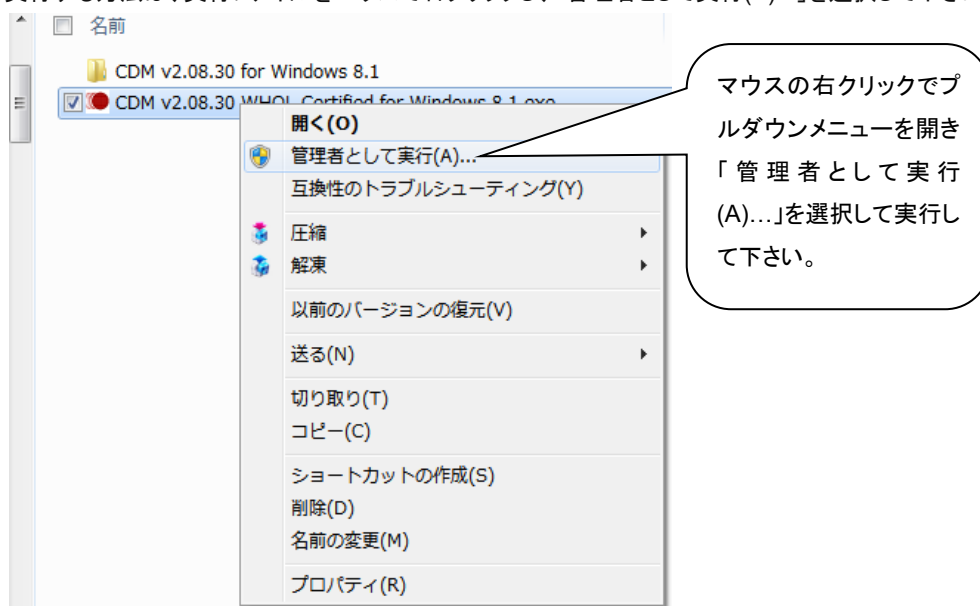 名前
CDM v2.08.30 for Windows 8.1
CDM v2.08.30 WHQL Certified for Windows 8.1.exe
開く(O)
管理者として実行(A)...
互換性のトラブルシューティング(Y)
圧縮
解凍
以前のバージョンの復元(V)
送る(N)
切り取り(T)
コピー(C)
ショートカットの作成(S)
削除(D)
名前の変更(M)
プロパティ(R)
マウスの右クリックでプ
ルダウンメニューを開き
「管理者として実行
(A)…」を選択して実行し
て下さい。